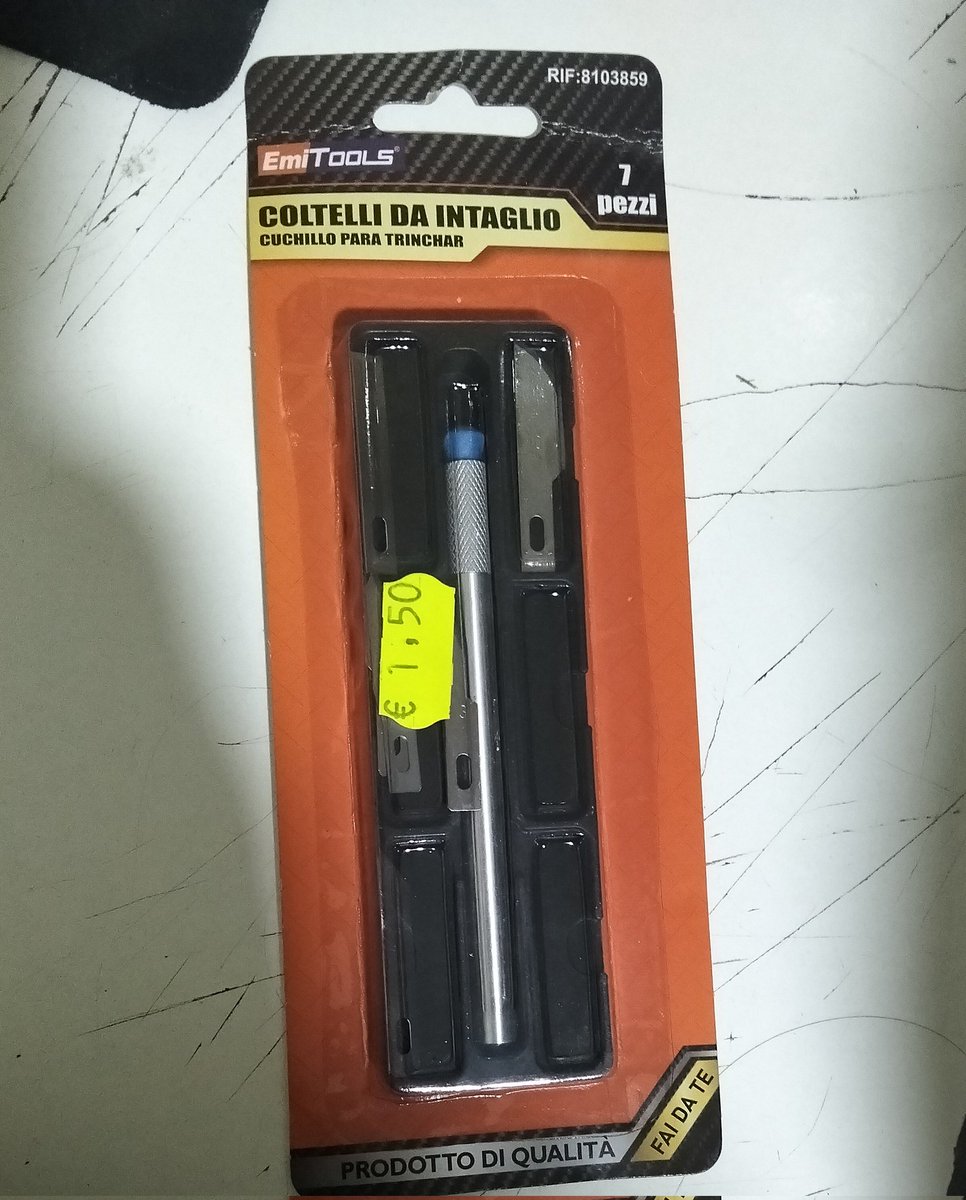 RIF:8103859
EmiTOOLS®
7
pezzi
COLTELLI DA INTAGLIO
CUCHILLO PARA TRINCHAR
€ 1,50
FAI DA TE
PRODOTTO DI QUALITÀ